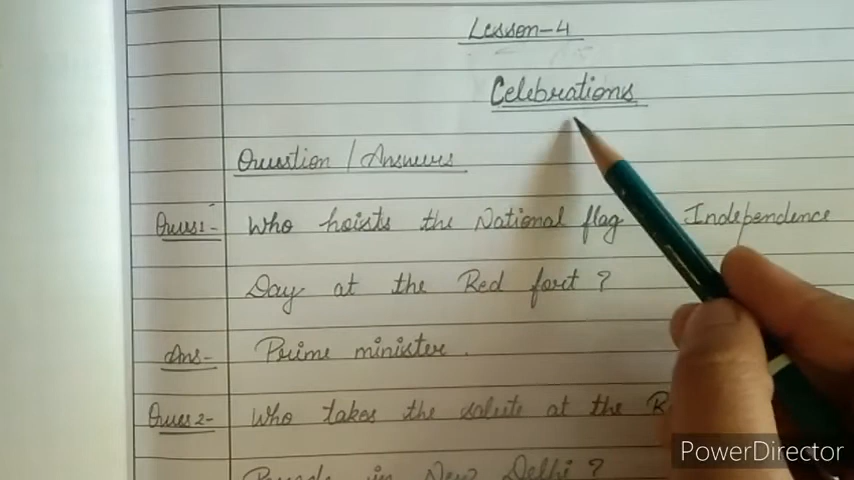 Lesson-4
Celebrations
Question / Answers
Ques1- Who hoists the National flag Independence
Day at the Red fort ?
Ans- Prime minister .
Ques2- Who takes the salute at the R
Parade in New Delhi ?
PowerDirector